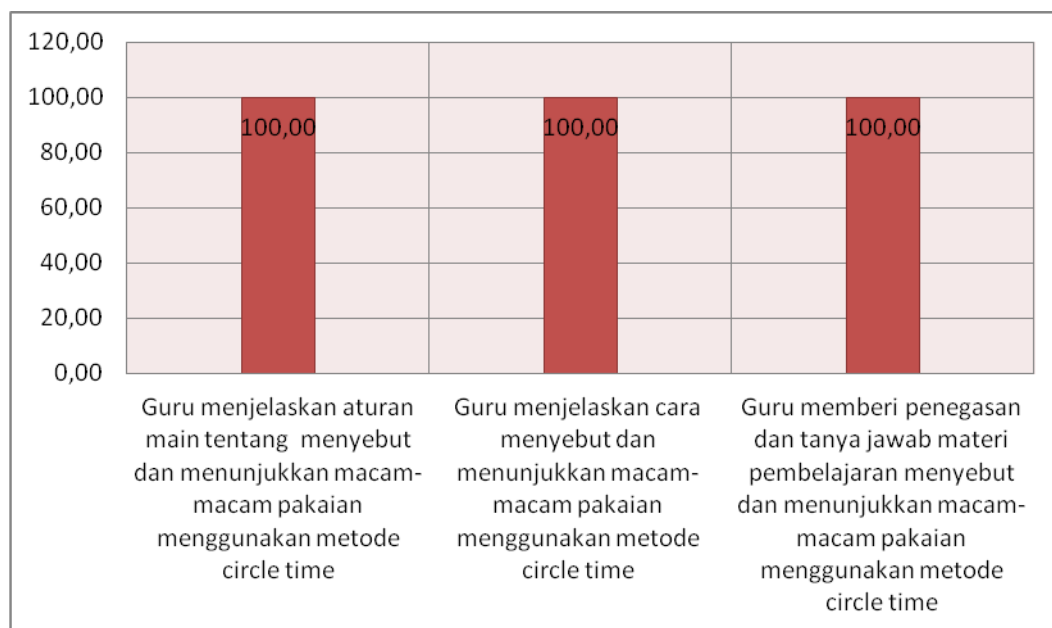 120,00
100,00
80,00
60,00
40,00
20,00
0,00
100,00
100,00
100,00
Guru menjelaskan aturan
main tentang  menyebut
dan menunjukkan macam-
macam pakaian
menggunakan metode
circle time
Guru menjelaskan cara
menyebut dan
menunjukkan macam-
macam pakaian
menggunakan metode
circle time
Guru memberi penegasan
dan tanya jawab materi
pembelajaran menyebut
dan menunjukkan macam-
macam pakaian
menggunakan metode
circle time